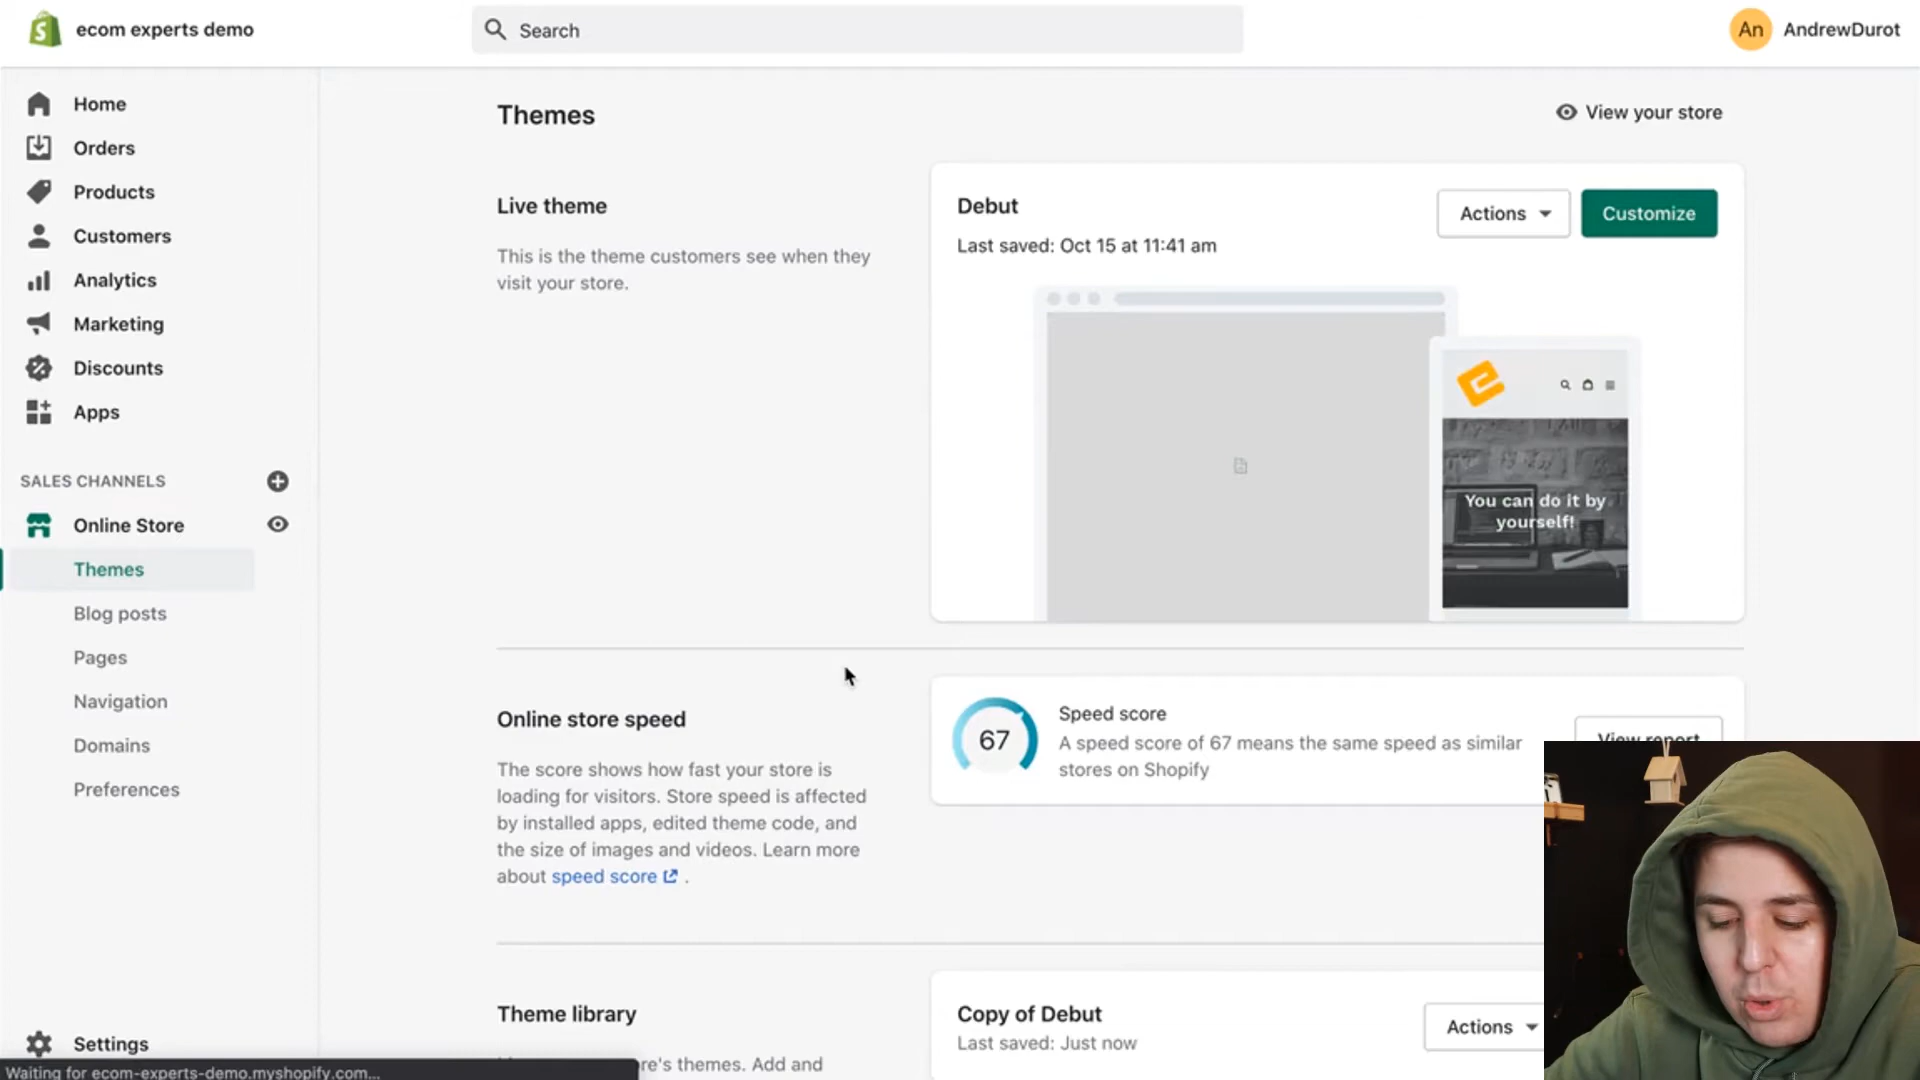 ecom experts demo
Search
An
AndrewDurot
Home
Orders
Products
Customers
Analytics
Marketing
Discounts
Apps
SALES CHANNELS
Online Store
Themes
Blog posts
Pages
Navigation
Domains
Preferences
Settings
Waiting for ecom-experts-demo.myshopify.com...
Themes
View your store
Live theme
This is the theme customers see when they
visit your store.
Debut
Last saved: Oct 15 at 11:41 am
Actions
Customize
You can do it by
yourself!
Online store speed
The score shows how fast your store is
loading for visitors. Store speed is affected
by installed apps, edited theme code, and
the size of images and videos. Learn more
about speed score .
67
Speed score
A speed score of 67 means the same speed as similar
stores on Shopify
View report
Theme library
re's themes. Add and
Copy of Debut
Last saved: Just now
Actions